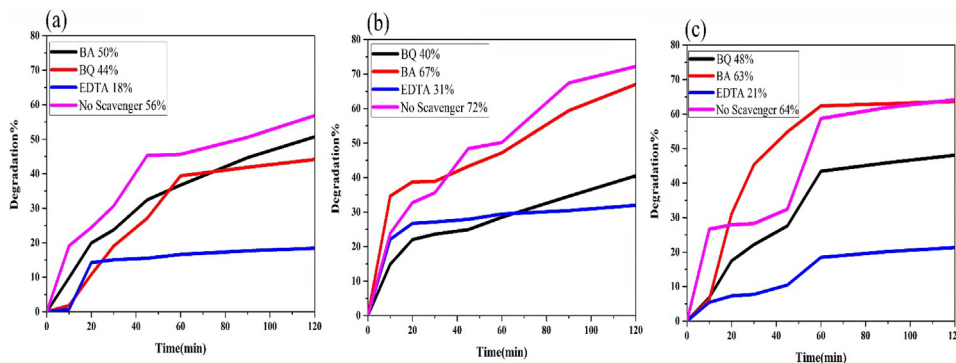 (a)
BA 50%
BQ 44%
EDTA 18%
No Scavenger 56%
Degradation%
80
70
60
50
40
30
20
10
0
0 20 40 60 80 100 120
Time(min)
(b)
BQ 40%
BA 67%
EDTA 31%
No Scavenger 72%
Degradation%
80
70
60
50
40
30
20
10
0
0 20 40 60 80 100 120
Time(min)
(c)
BQ 48%
BA 63%
EDTA 21%
No Scavenger 64%
Degradation%
80
70
60
50
40
30
20
10
0
0 20 40 60 80 100 120
Time(min)